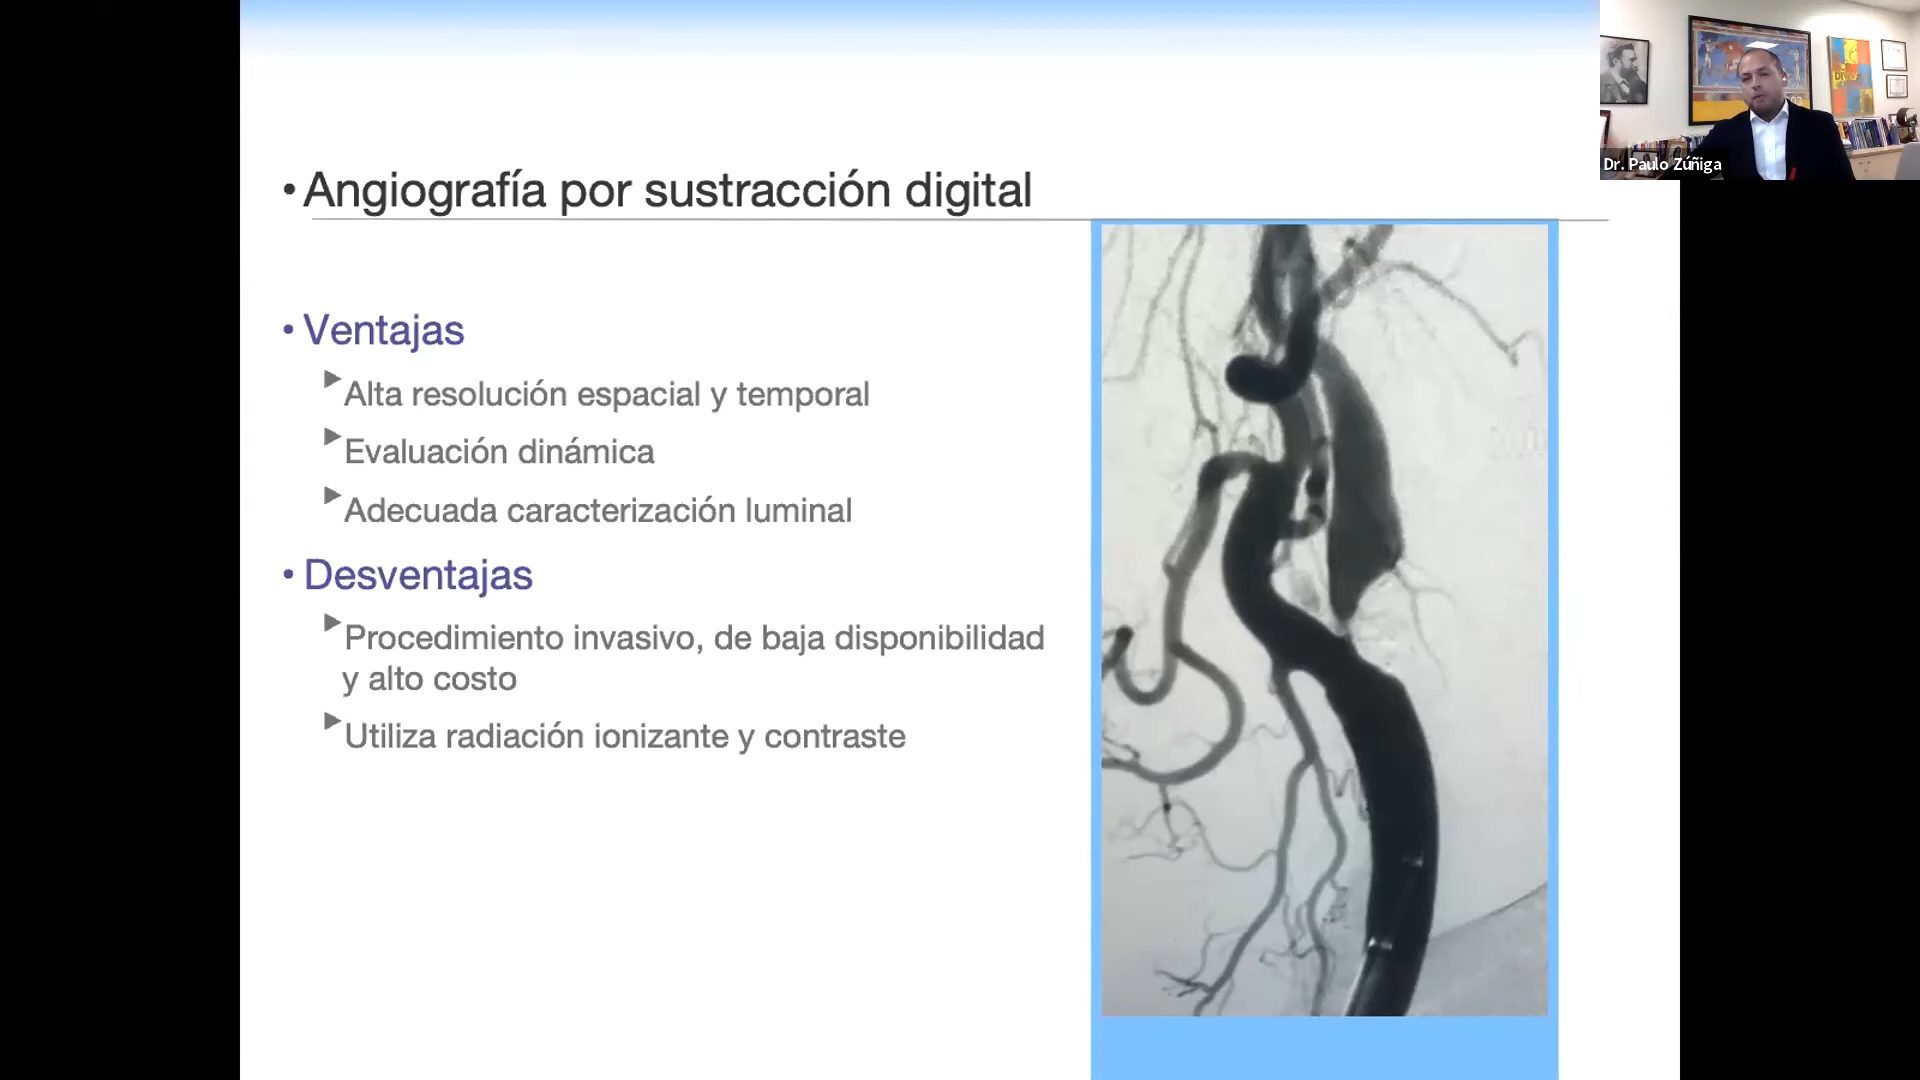 • Angiografía por sustracción digital
• Ventajas
Alta resolución espacial y temporal
Evaluación dinámica
Adecuada caracterización luminal
• Desventajas
Procedimiento invasivo, de baja disponibilidad
y alto costo
Utiliza radiación ionizante y contraste
Dr. Paulo Zúñiga